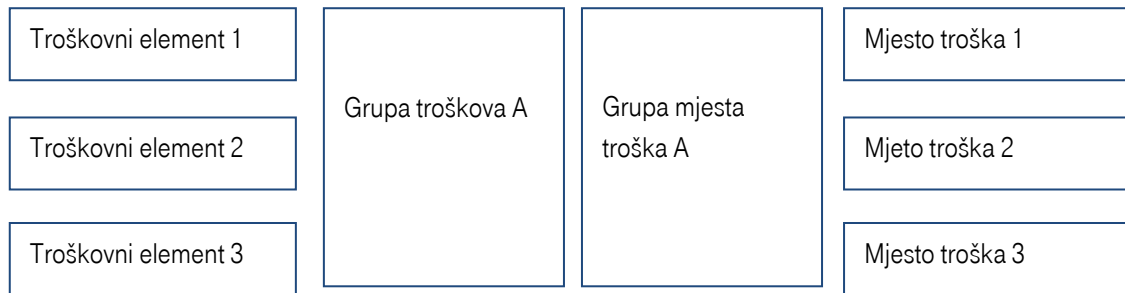 Troškovni element 1
Troškovni element 2
Troškovni element 3
Grupa troškova A
Grupa mjesta
troška A
Mjesto troška 1
Mjeto troška 2
Mjesto troška 3